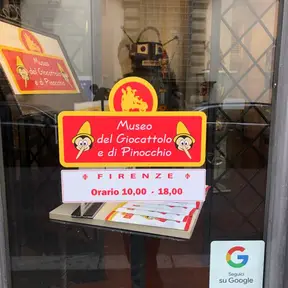 Museo
del Giocattolo
e di Pinocchio
Museo
del Giocattolo
e di Pinocchio
FIRENZE
Orario 10,00 - 18,00
G
Seguici
su Google